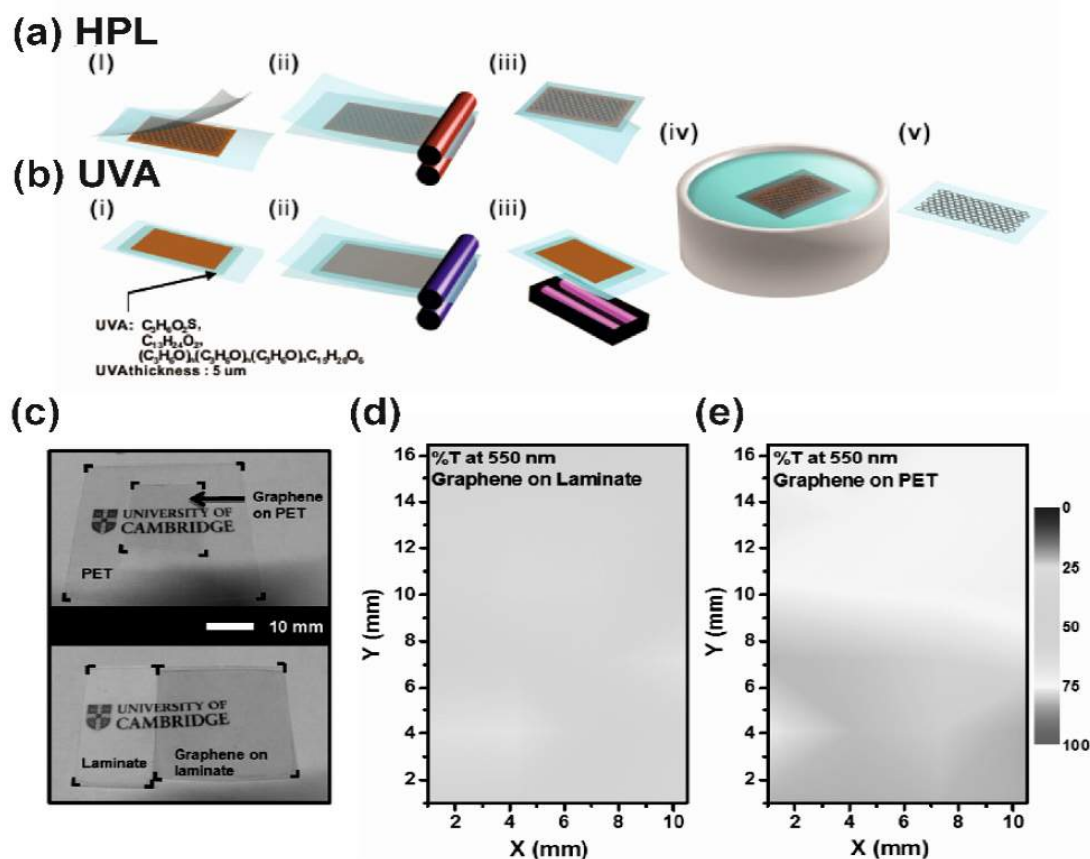 (a) HPL
(I)
(ii)
(iii)
(iv)
(v)
(b) UVA
(i)
(ii)
(iii)
UVA: C₃H₆O₂S,
C₁₃H₂₄O₂,
(C₃H₆O)ₙ(C₃H₆O)ₙ(C₃H₆O)ₙC₁₅H₂₀O₆
UVAthickness : 5 um
(c)
UNIVERSITY OF
CAMBRIDGE
Graphene
on PET
PET
10 mm
UNIVERSITY OF
CAMBRIDGE
Laminate
Graphene on
laminate
(d)
%T at 550 nm
Graphene on Laminate
16
14
12
10
8
6
4
2
Y (mm)
2 4 6 8 10
X (mm)
(e)
%T at 550 nm
Graphene on PET
16
14
12
10
8
6
4
2
Y (mm)
2 4 6 8 10
X (mm)
0
25
50
75
100